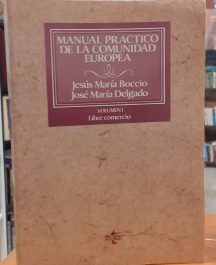 MANUAL PRACTICO
DE LA COMUNIDAD
EUROPEA
Jesús María Boccio
José María Delgado
VOLUMEN I
Libre comercio